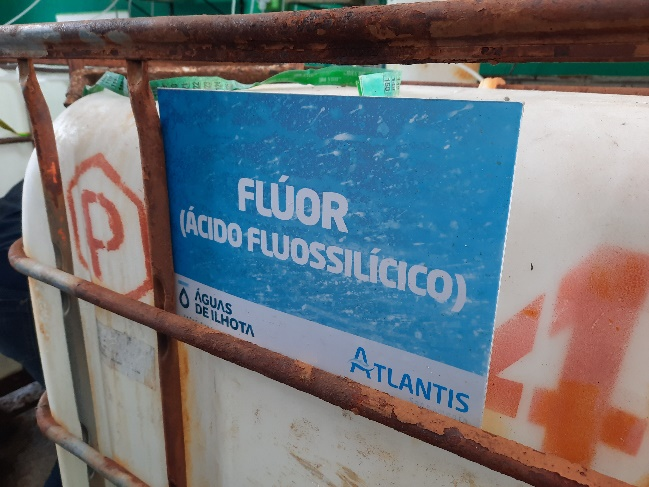 FLÚOR
(ÁCIDO FLUOSSILÍCICO)
ÁGUAS
DE ILHOTA
ATLANTIS
P
4